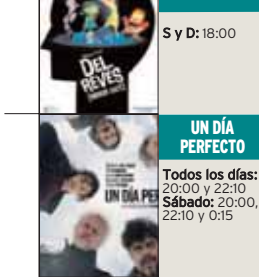 S y D: 18:00
DEL
REVÉS
UN DÍA
PERFECTO
Todos los días:
20:00 y 22:10
Sábado: 20:00,
22:10 y 0:15
UN DÍA PE